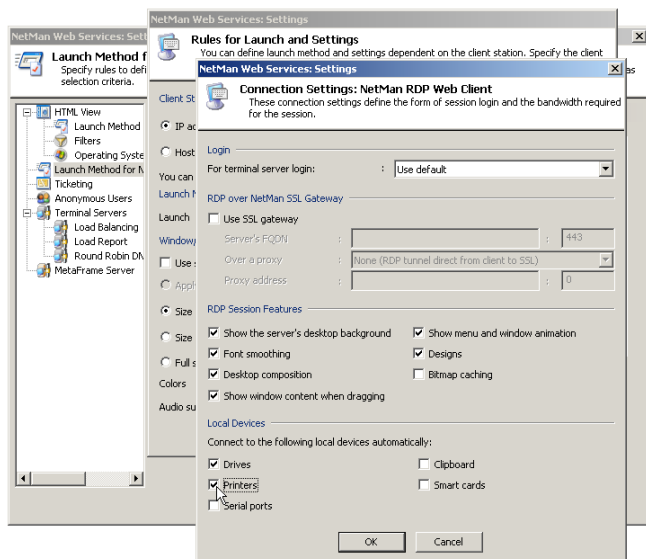 NetMan Web Services: Settings
Rules for Launch and Settings
You can define launch method and settings dependent on the client station. Specify the client
NetMan Web Services: Sett
Launch Method f
Specify rules to defi
selection criteria.
HTML View
Launch Method
Filters
Operating Syste
Launch Method for N
Ticketing
Anonymous Users
Terminal Servers
Load Balancing
Load Report
Round Robin DN
MetaFrame Server
Client St
IP ac
Host
You can
Launch M
Launch
Window
Use
Appl
Size
Size
Full s
Colors
Audio su
as
NetMan Web Services: Settings
Connection Settings: NetMan RDP Web Client
These connection settings define the form of session login and the bandwidth required
for the session.
Login
For terminal server login: : Use default
RDP over NetMan SSL Gateway
Use SSL gateway
Server's FQDN : : 443
Over a proxy : None (RDP tunnel direct from client to SSL)
Proxy address : : 0
RDP Session Features
Show the server's desktop background Show menu and window animation
Font smoothing Designs
Desktop composition Bitmap caching
Show window content when dragging
Local Devices
Connect to the following local devices automatically:
Drives Clipboard
Printers Smart cards
Serial ports
OK Cancel